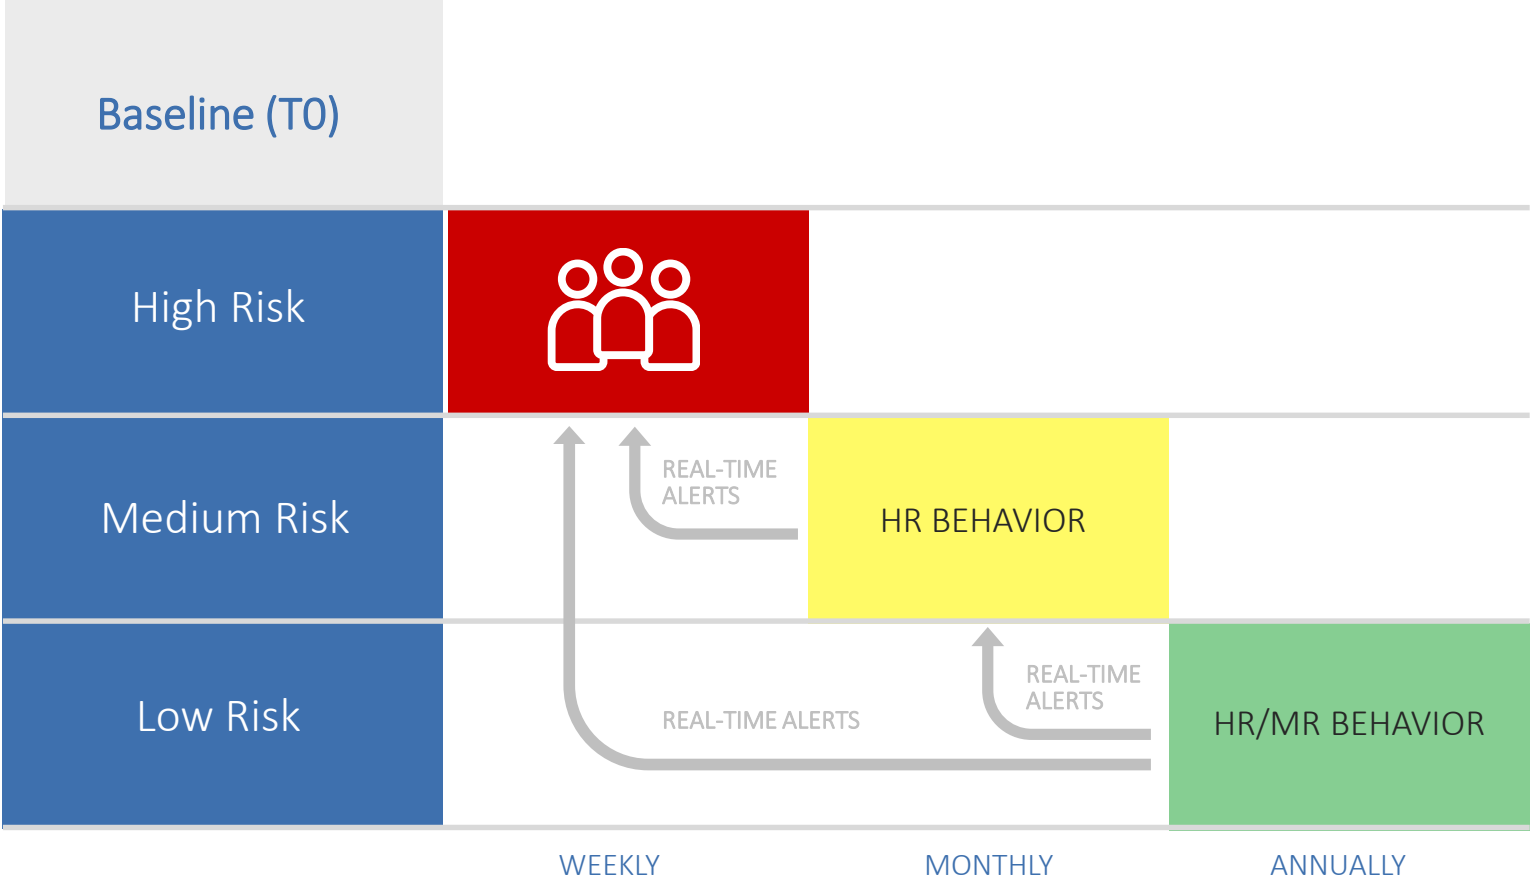 Baseline (T0)
High Risk
Medium Risk
REAL-TIME
ALERTS
HR BEHAVIOR
Low Risk
REAL-TIME ALERTS
REAL-TIME
ALERTS
HR/MR BEHAVIOR
WEEKLY
MONTHLY
ANNUALLY